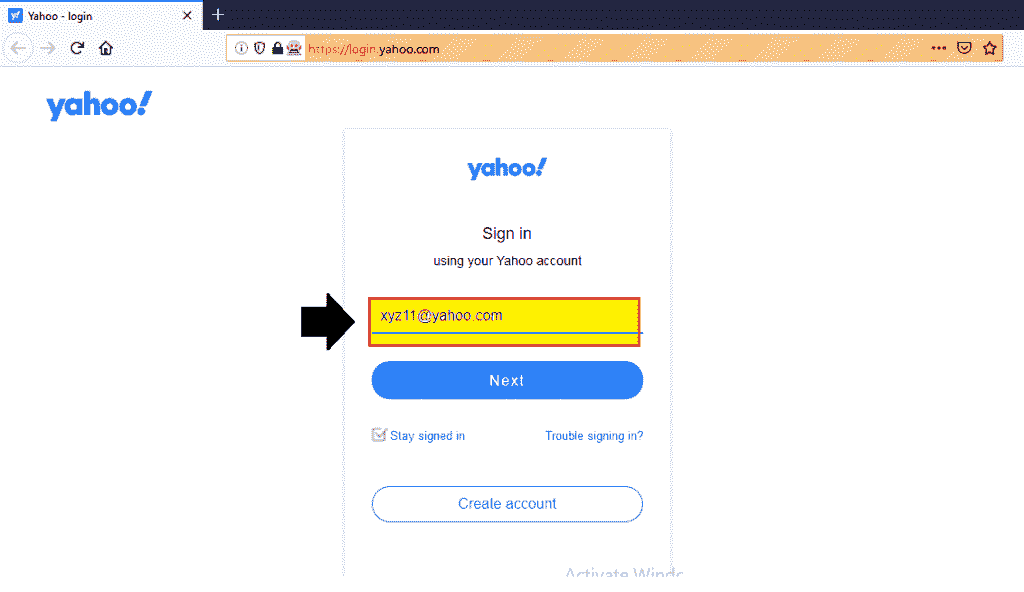 Yahoo - login
https://login.yahoo.com
yahoo!
yahoo!
Sign in
using your Yahoo account
xyz11@yahoo.com
Next
Stay signed in
Trouble signing in?
Create account
Activate